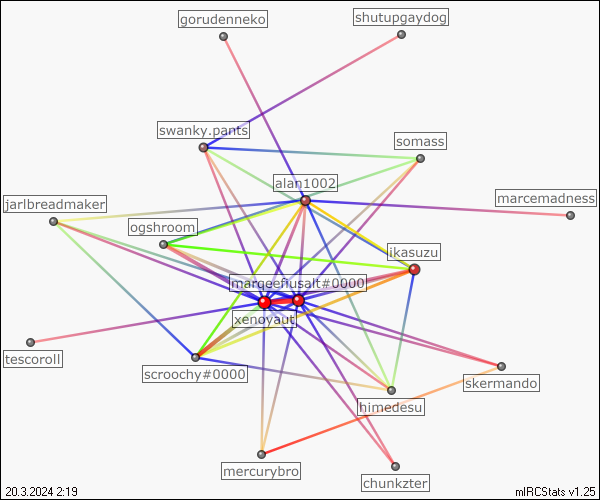 gorudenneko
shutupgaydog
swanky.pants
somass
alan1002
jarlbreadmaker
marcemadness
ogshroom
ikasuzu
marqeefiusalt#0000
xenoyaut
tescoroll
scroochy#0000
skermando
himedesu
mercurybro
chunkzter
20.3.2024 2:19
mIRCStats v1.25